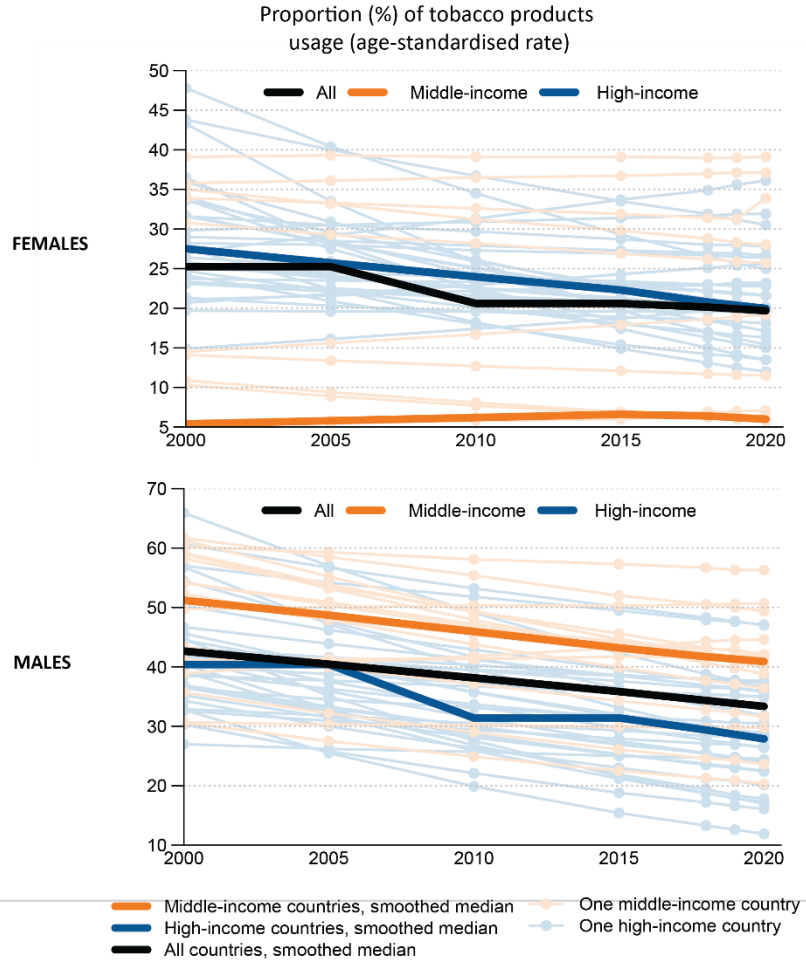 Proportion (%) of tobacco products
usage (age-standardised rate)
50
All Middle-income High-income
45
40
35
30
FEMALES
25
20
15
10
5
2000 2005 2010 2015 2020
70
All Middle-income High-income
60
50
MALES
40
30
20
10
2000 2005 2010 2015 2020
Middle-income countries, smoothed median One middle-income country
High-income countries, smoothed median One high-income country
All countries, smoothed median